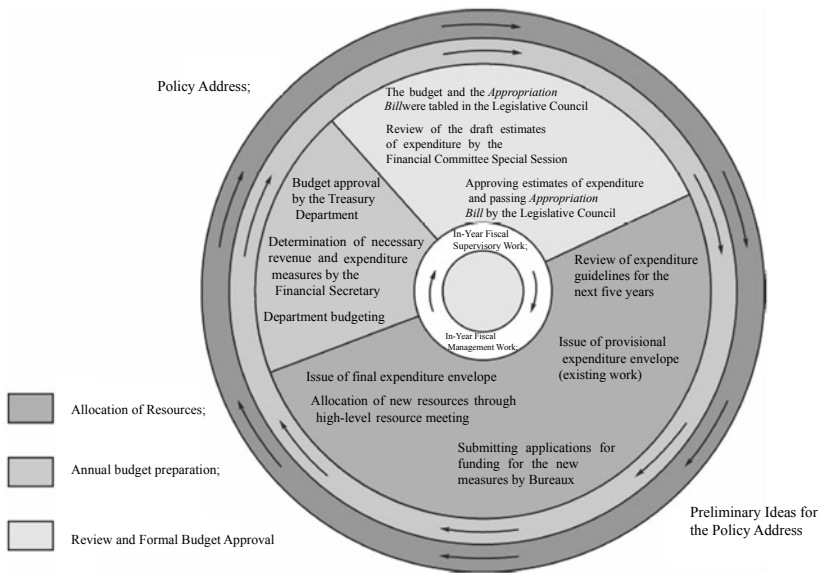 Policy Address;
The budget and the Appropriation
Billwere tabled in the Legislative Council
Review of the draft estimates
of expenditure by the
Financial Committee Special Session
Approving estimates of expenditure
and passing Appropriation
Bill by the Legislative Council
Budget approval
by the Treasury
Department
Determination of necessary
revenue and expenditure
measures by the
Financial Secretary
Department budgeting
In-Year Fiscal
Supervisory Work;
In-Year Fiscal
Management Work;
Review of expenditure
guidelines for the
next five years
Issue of provisional
expenditure envelope
(existing work)
Issue of final expenditure envelope
Allocation of new resources through
high-level resource meeting
Submitting applications for
funding for the new
measures by Bureaux
Allocation of Resources;
Annual budget preparation;
Review and Formal Budget Approval
Preliminary Ideas for
the Policy Address